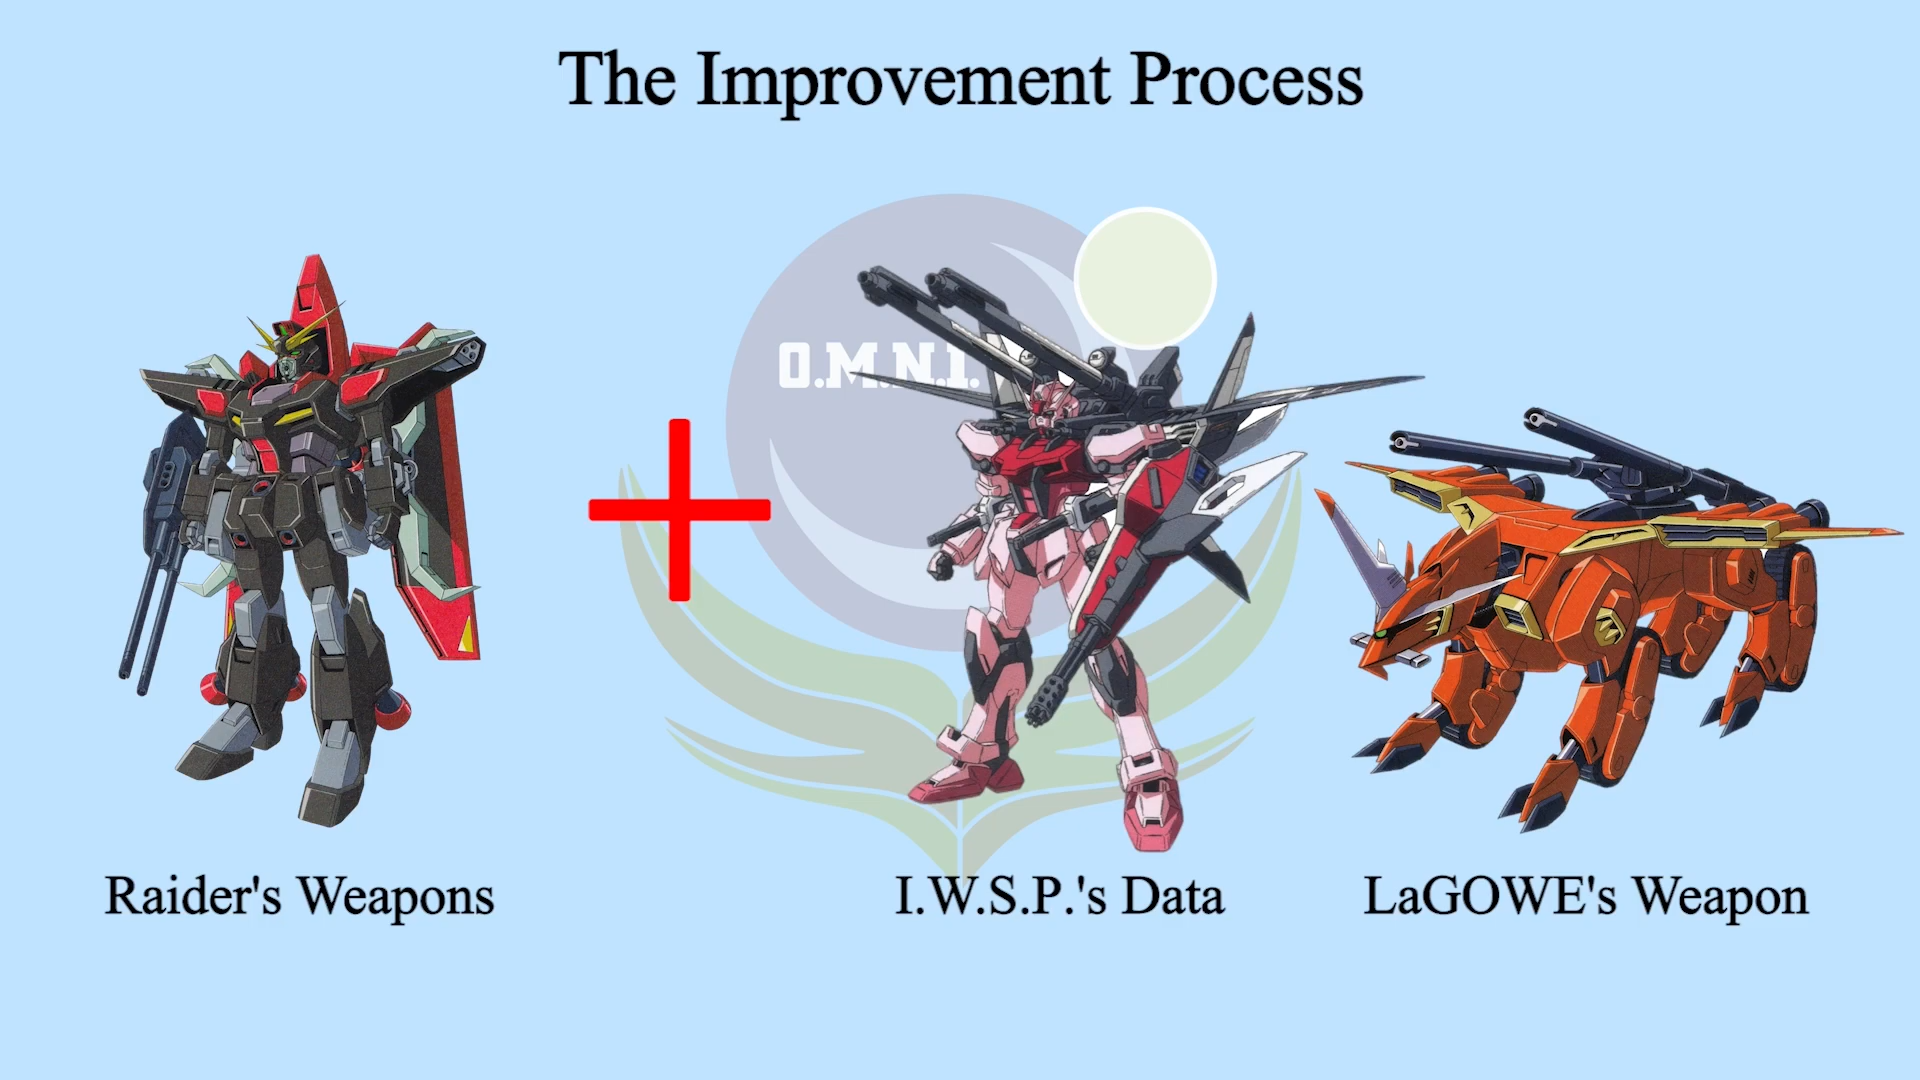 The Improvement Process
O.M.N.I.
Raider's Weapons
I.W.S.P.'s Data
LaGOWE's Weapon